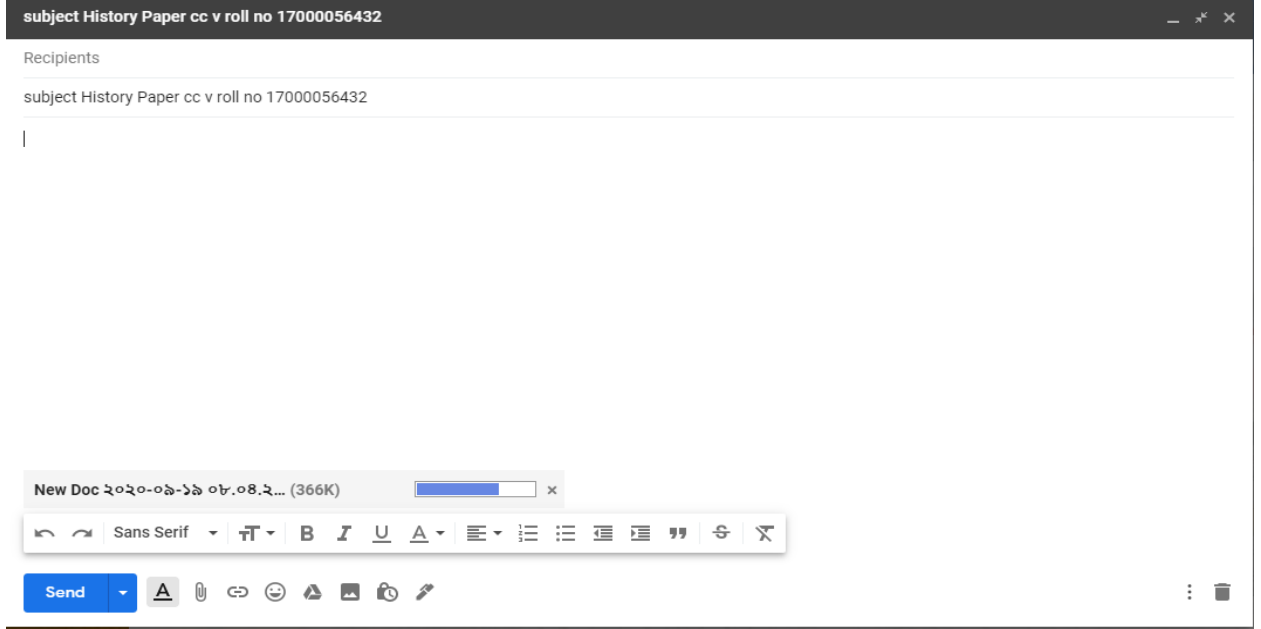 subject History Paper cc v roll no 17000056432
Recipients
subject History Paper cc v roll no 17000056432
New Doc ২০২০-০৯-১৯ ০৮.০৪.২... (366K)
Sans Serif
Send